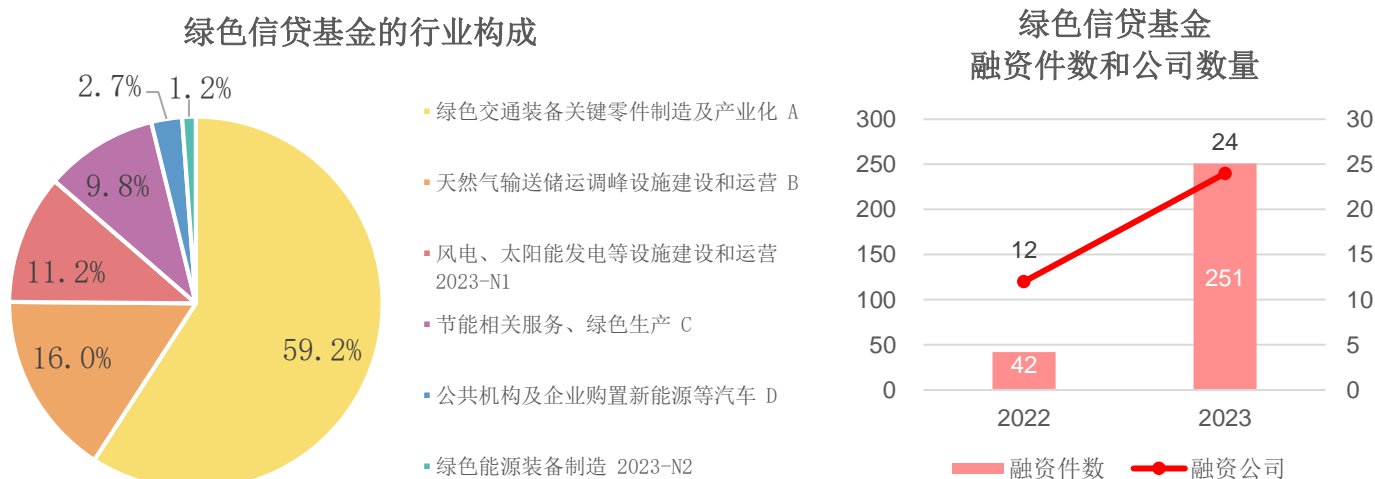 绿色信贷基金的行业构成
2.7%
1.2%
9.8%
11.2%
16.0%
59.2%
绿色交通装备关键零件制造及产业化 A
天然气输送储运调峰设施建设和运营 B
风电、太阳能发电等设施建设和运营
2023-N1
节能相关服务、绿色生产 C
公共机构及企业购置新能源等汽车 D
绿色能源装备制造 2023-N2
绿色信贷基金
融资件数和公司数量
300
250
200
150
100
50
0
30
25
20
15
10
5
0
12
24
42
251
2022
2023
融资件数
融资公司